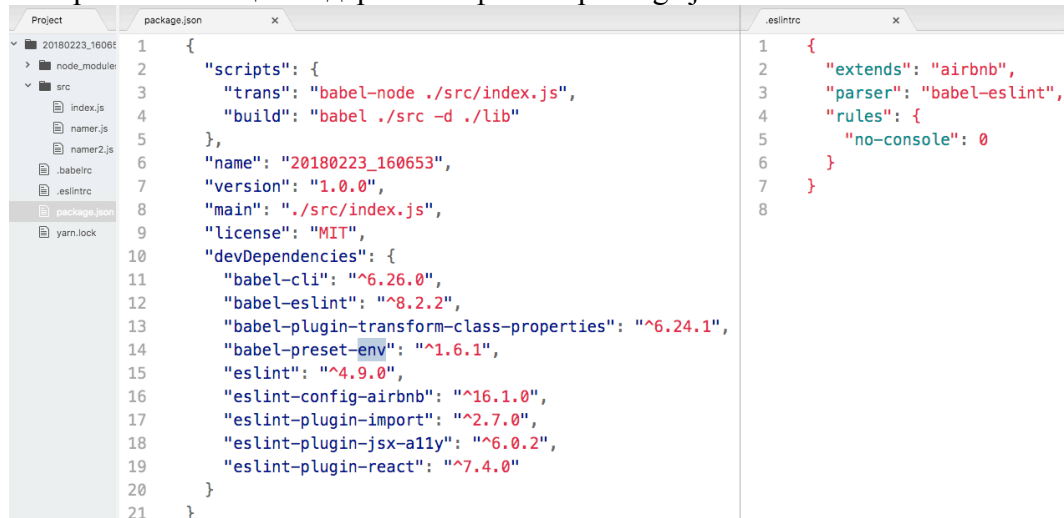 Project
20180223_16065
node_module
src
index.js
namer.js
namer2.js
.babelrc
.eslintrc
package.json
yarn.lock
package.json ×
1 {
2 "scripts": {
3 "trans": "babel-node ./src/index.js",
4 "build": "babel ./src -d ./lib"
5 },
6 "name": "20180223_160653",
7 "version": "1.0.0",
8 "main": "./src/index.js",
9 "license": "MIT",
10 "devDependencies": {
11 "babel-cli": "^6.26.0",
12 "babel-eslint": "^8.2.2",
13 "babel-plugin-transform-class-properties": "^6.24.1",
14 "babel-preset-env": "^1.6.1",
15 "eslint": "^4.9.0",
16 "eslint-config-airbnb": "^16.1.0",
17 "eslint-plugin-import": "^2.7.0",
18 "eslint-plugin-jsx-a11y": "^6.0.2",
19 "eslint-plugin-react": "^7.4.0"
20 }
21 }
.eslintrc ×
1 {
2 "extends": "airbnb",
3 "parser": "babel-eslint",
4 "rules": {
5 "no-console": 0
6 }
7 }
8